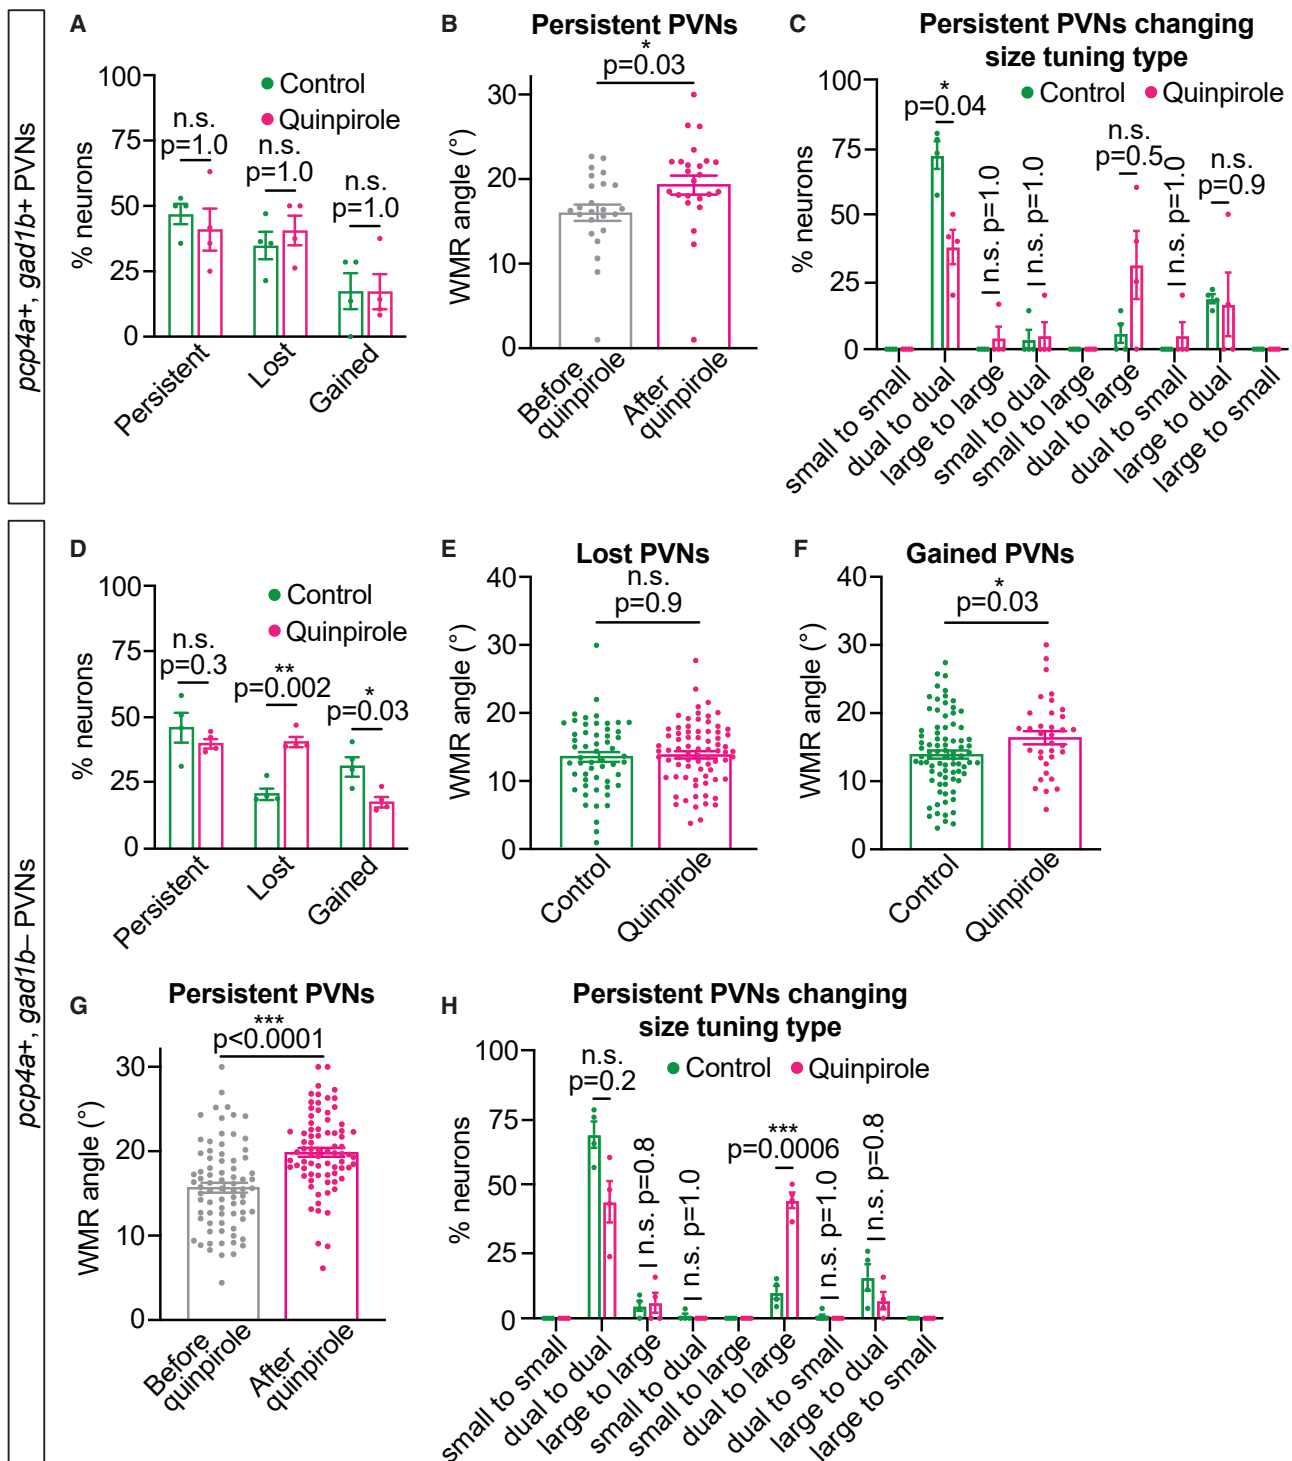 pcp4a+, gad1b+ PVNs
A
100
75
50
25
0
% neurons
Control
Quinpirole
n.s.
p=1.0
n.s.
p=1.0
n.s.
p=1.0
Persistent
Lost
Gained
B
Persistent PVNs
*
p=0.03
30
20
10
0
WMR angle (°)
Before
quinpirole
After
quinpirole
C
Persistent PVNs changing
size tuning type
Control
Quinpirole
100
75
50
25
0
% neurons
*
p=0.04
n.s. p=1.0
n.s. p=1.0
n.s.
p=0.5
n.s. p=1.0
n.s.
p=0.9
small to small
dual to dual
large to large
small to dual
small to large
dual to large
dual to small
large to dual
large to small
pcp4a+, gad1b– PVNs
D
100
75
50
25
0
% neurons
Control
Quinpirole
n.s.
p=0.3
**
p=0.002
*
p=0.03
Persistent
Lost
Gained
E
Lost PVNs
n.s.
p=0.9
40
30
20
10
0
WMR angle (°)
Control
Quinpirole
F
Gained PVNs
*
p=0.03
40
30
20
10
0
WMR angle (°)
Control
Quinpirole
G
Persistent PVNs
***
p<0.0001
30
20
10
0
WMR angle (°)
Before
quinpirole
After
quinpirole
H
Persistent PVNs changing
size tuning type
Control
Quinpirole
100
75
50
25
0
% neurons
n.s.
p=0.2
n.s. p=0.8
n.s. p=1.0
***
p=0.0006
n.s. p=1.0
n.s. p=0.8
small to small
dual to dual
large to large
small to dual
small to large
dual to large
dual to small
large to dual
large to small